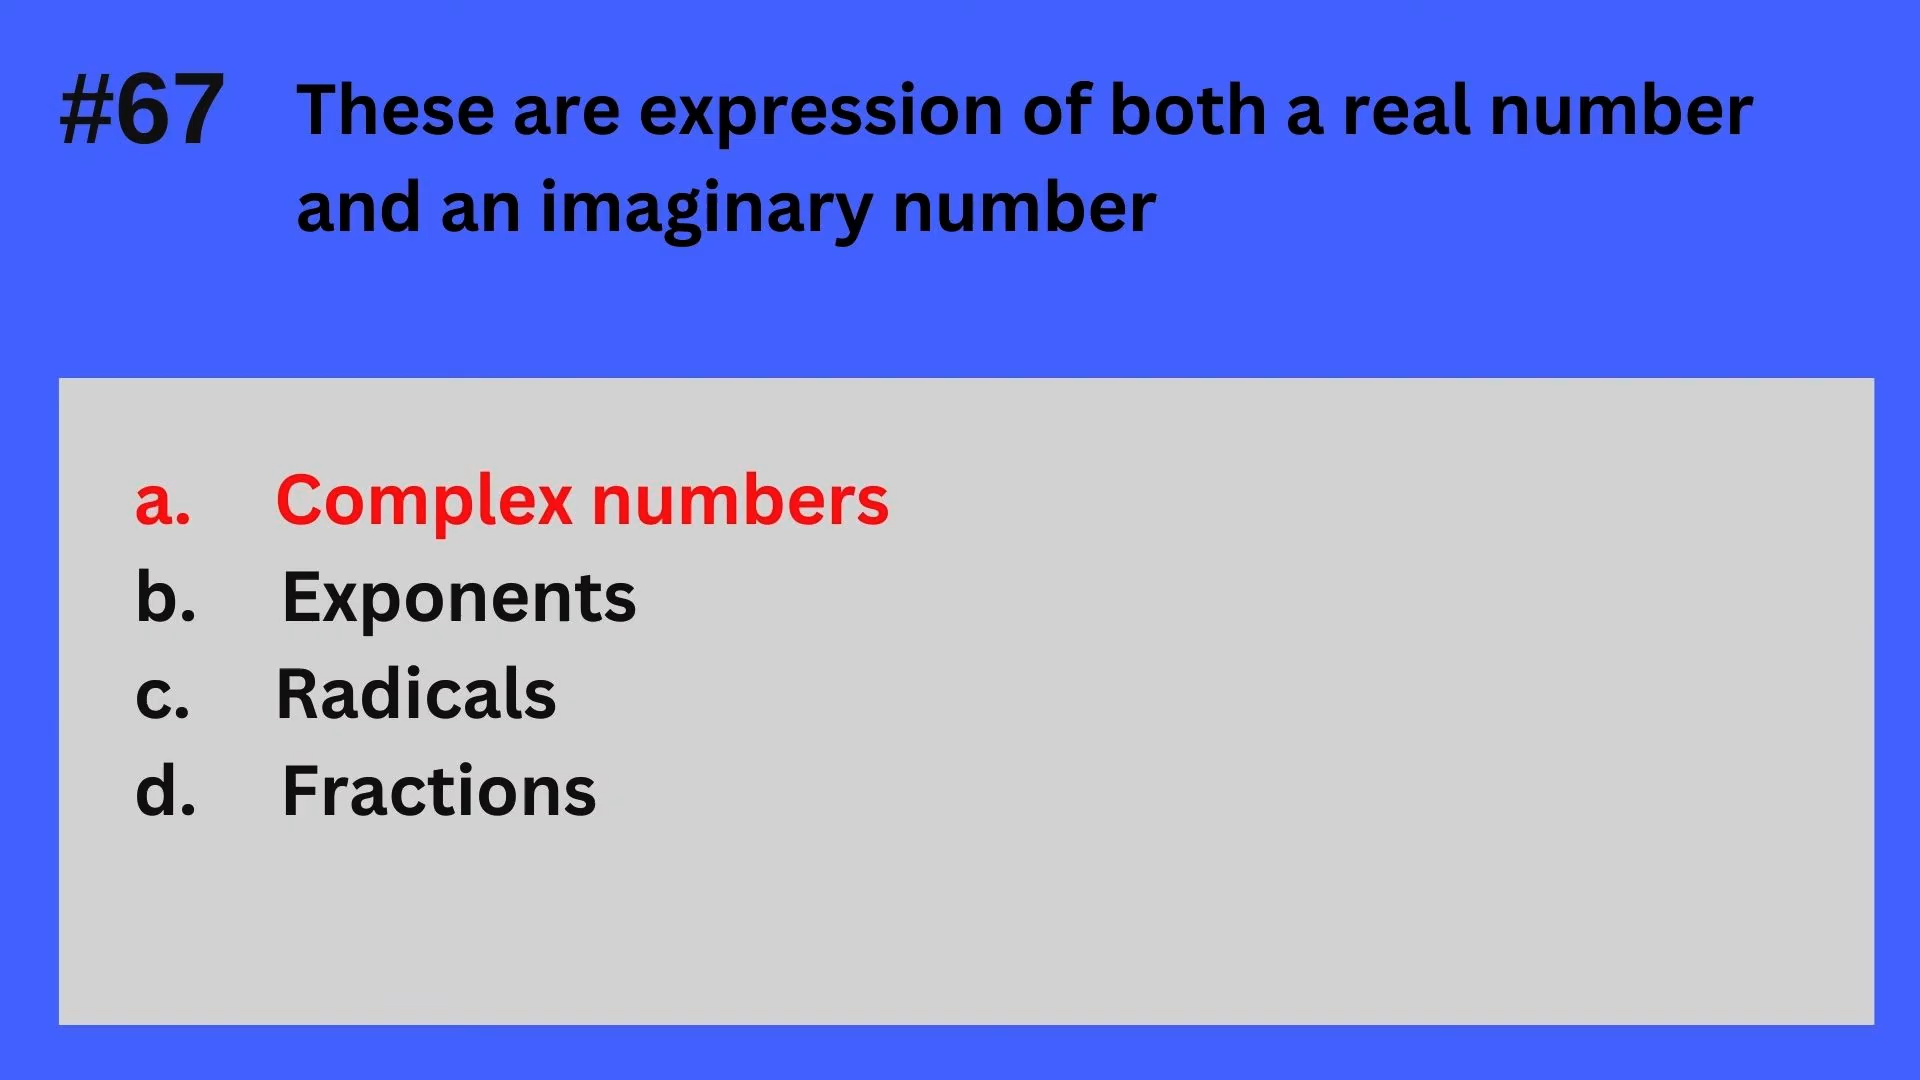 #67 These are expression of both a real number
and an imaginary number
a. Complex numbers
b. Exponents
c. Radicals
d. Fractions